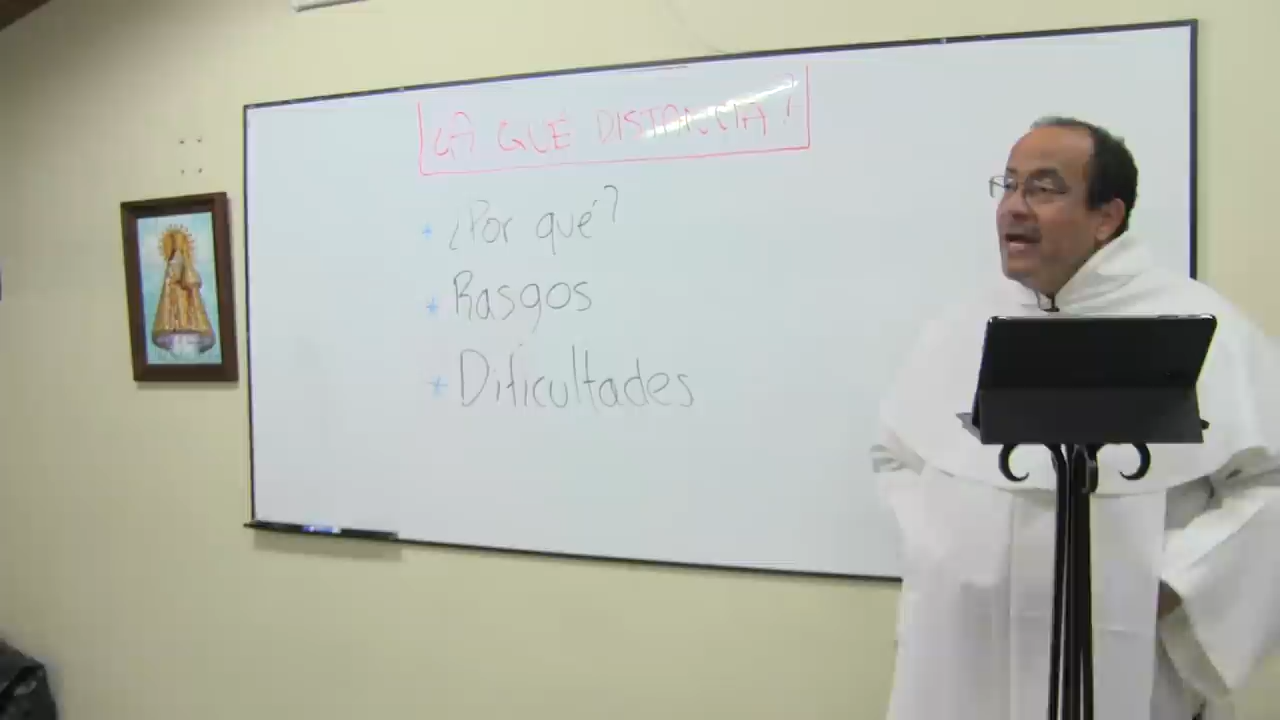 ¿A QUÉ DISTANCIA?
* ¿Por qué?
* Rasgos
* Dificultades